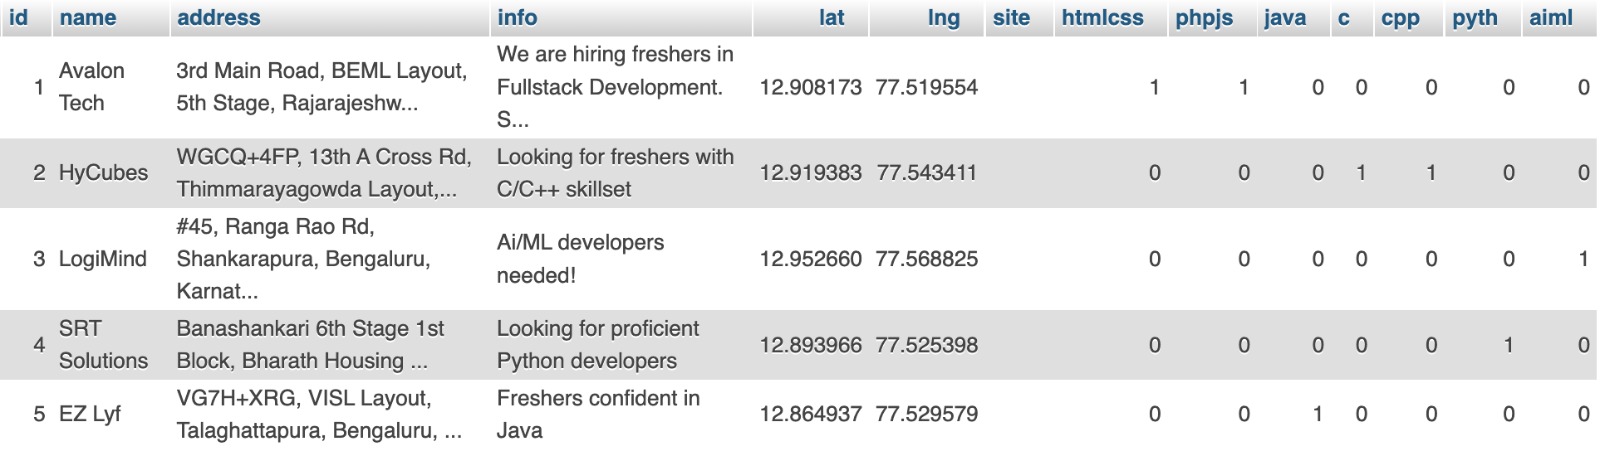 id name address info lat lng site htmlcss phpjs java c cpp pyth aiml
1 Avalon Tech 3rd Main Road, BEML Layout, 5th Stage, Rajarajeshw... We are hiring freshers in Fullstack Development. S... 12.908173 77.519554 1 1 0 0 0 0 0
2 HyCubes WGCQ+4FP, 13th A Cross Rd, Thimmarayagowda Layout,... Looking for freshers with C/C++ skillset 12.919383 77.543411 0 0 0 1 1 0 0
3 LogiMind #45, Ranga Rao Rd, Shankarapura, Bengaluru, Karnat... Ai/ML developers needed! 12.952660 77.568825 0 0 0 0 0 0 1
4 SRT Solutions Banashankari 6th Stage 1st Block, Bharath Housing ... Looking for proficient Python developers 12.893966 77.525398 0 0 0 0 0 1 0
5 EZ Lyf VG7H+XRG, VISL Layout, Talaghattapura, Bengaluru, ... Freshers confident in Java 12.864937 77.529579 0 0 1 0 0 0 0